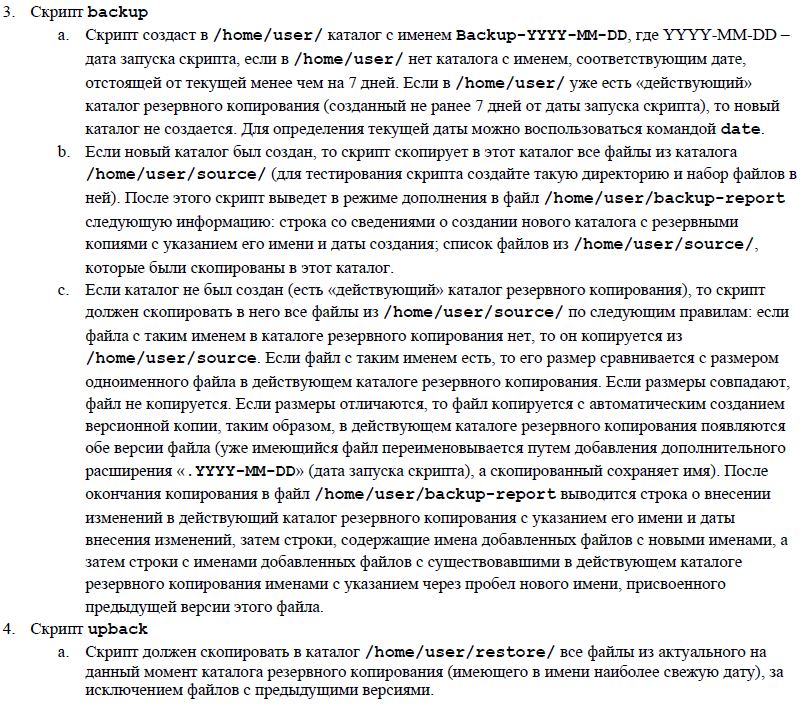 3. Скрипт backup
a. Скрипт создаст в /home/user/ каталог с именем Backup-YYYY-MM-DD, где YYYY-MM-DD –
дата запуска скрипта, если в /home/user/ нет каталога с именем, соответствующим дате,
отстоящей от текущей менее чем на 7 дней. Если в /home/user/ уже есть «действующий»
каталог резервного копирования (созданный не ранее 7 дней от даты запуска скрипта), то новый
каталог не создается. Для определения текущей даты можно воспользоваться командой date.
b. Если новый каталог был создан, то скрипт скопирует в этот каталог все файлы из каталога
/home/user/source/ (для тестирования скрипта создайте такую директорию и набор файлов в
ней). После этого скрипт выведет в режиме дополнения в файл /home/user/backup-report
следующую информацию: строка со сведениями о создании нового каталога с резервными
копиями с указанием его имени и даты создания; список файлов из /home/user/source/,
которые были скопированы в этот каталог.
c. Если каталог не был создан (есть «действующий» каталог резервного копирования), то скрипт
должен скопировать в него все файлы из /home/user/source/ по следующим правилам: если
файла с таким именем в каталоге резервного копирования нет, то он копируется из
/home/user/source. Если файл с таким именем есть, то его размер сравнивается с размером
одноименного файла в действующем каталоге резервного копирования. Если размеры совпадают,
файл не копируется. Если размеры отличаются, то файл копируется с автоматическим созданием
версионной копии, таким образом, в действующем каталоге резервного копирования появляются
обе версии файла (уже имеющийся файл переименовывается путем добавления дополнительного
расширения «.YYYY-MM-DD» (дата запуска скрипта), а скопированный сохраняет имя). После
окончания копирования в файл /home/user/backup-report выводится строка о внесении
изменений в действующий каталог резервного копирования с указанием его имени и даты
внесения изменений, затем строки, содержащие имена добавленных файлов с новыми именами, а
затем строки с именами добавленных файлов с существовавшими в действующем каталоге
резервного копирования именами с указанием через пробел нового имени, присвоенного
предыдущей версии этого файла.
4. Скрипт upback
a. Скрипт должен скопировать в каталог /home/user/restore/ все файлы из актуального на
данный момент каталога резервного копирования (имеющего в имени наиболее свежую дату), за
исключением файлов с предыдущими версиями.